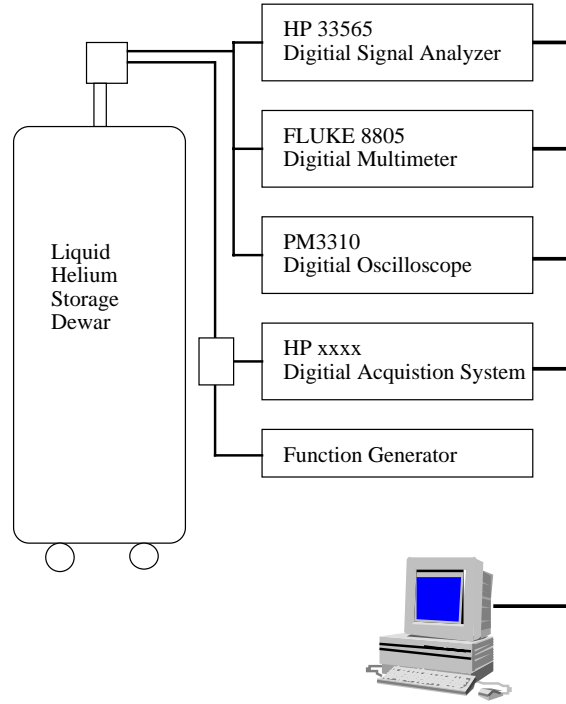 HP 33565
Digitial Signal Analyzer
FLUKE 8805
Digitial Multimeter
PM3310
Digitial Oscilloscope
Liquid
Helium
Storage
Dewar
HP xxxx
Digitial Acquistion System
Function Generator